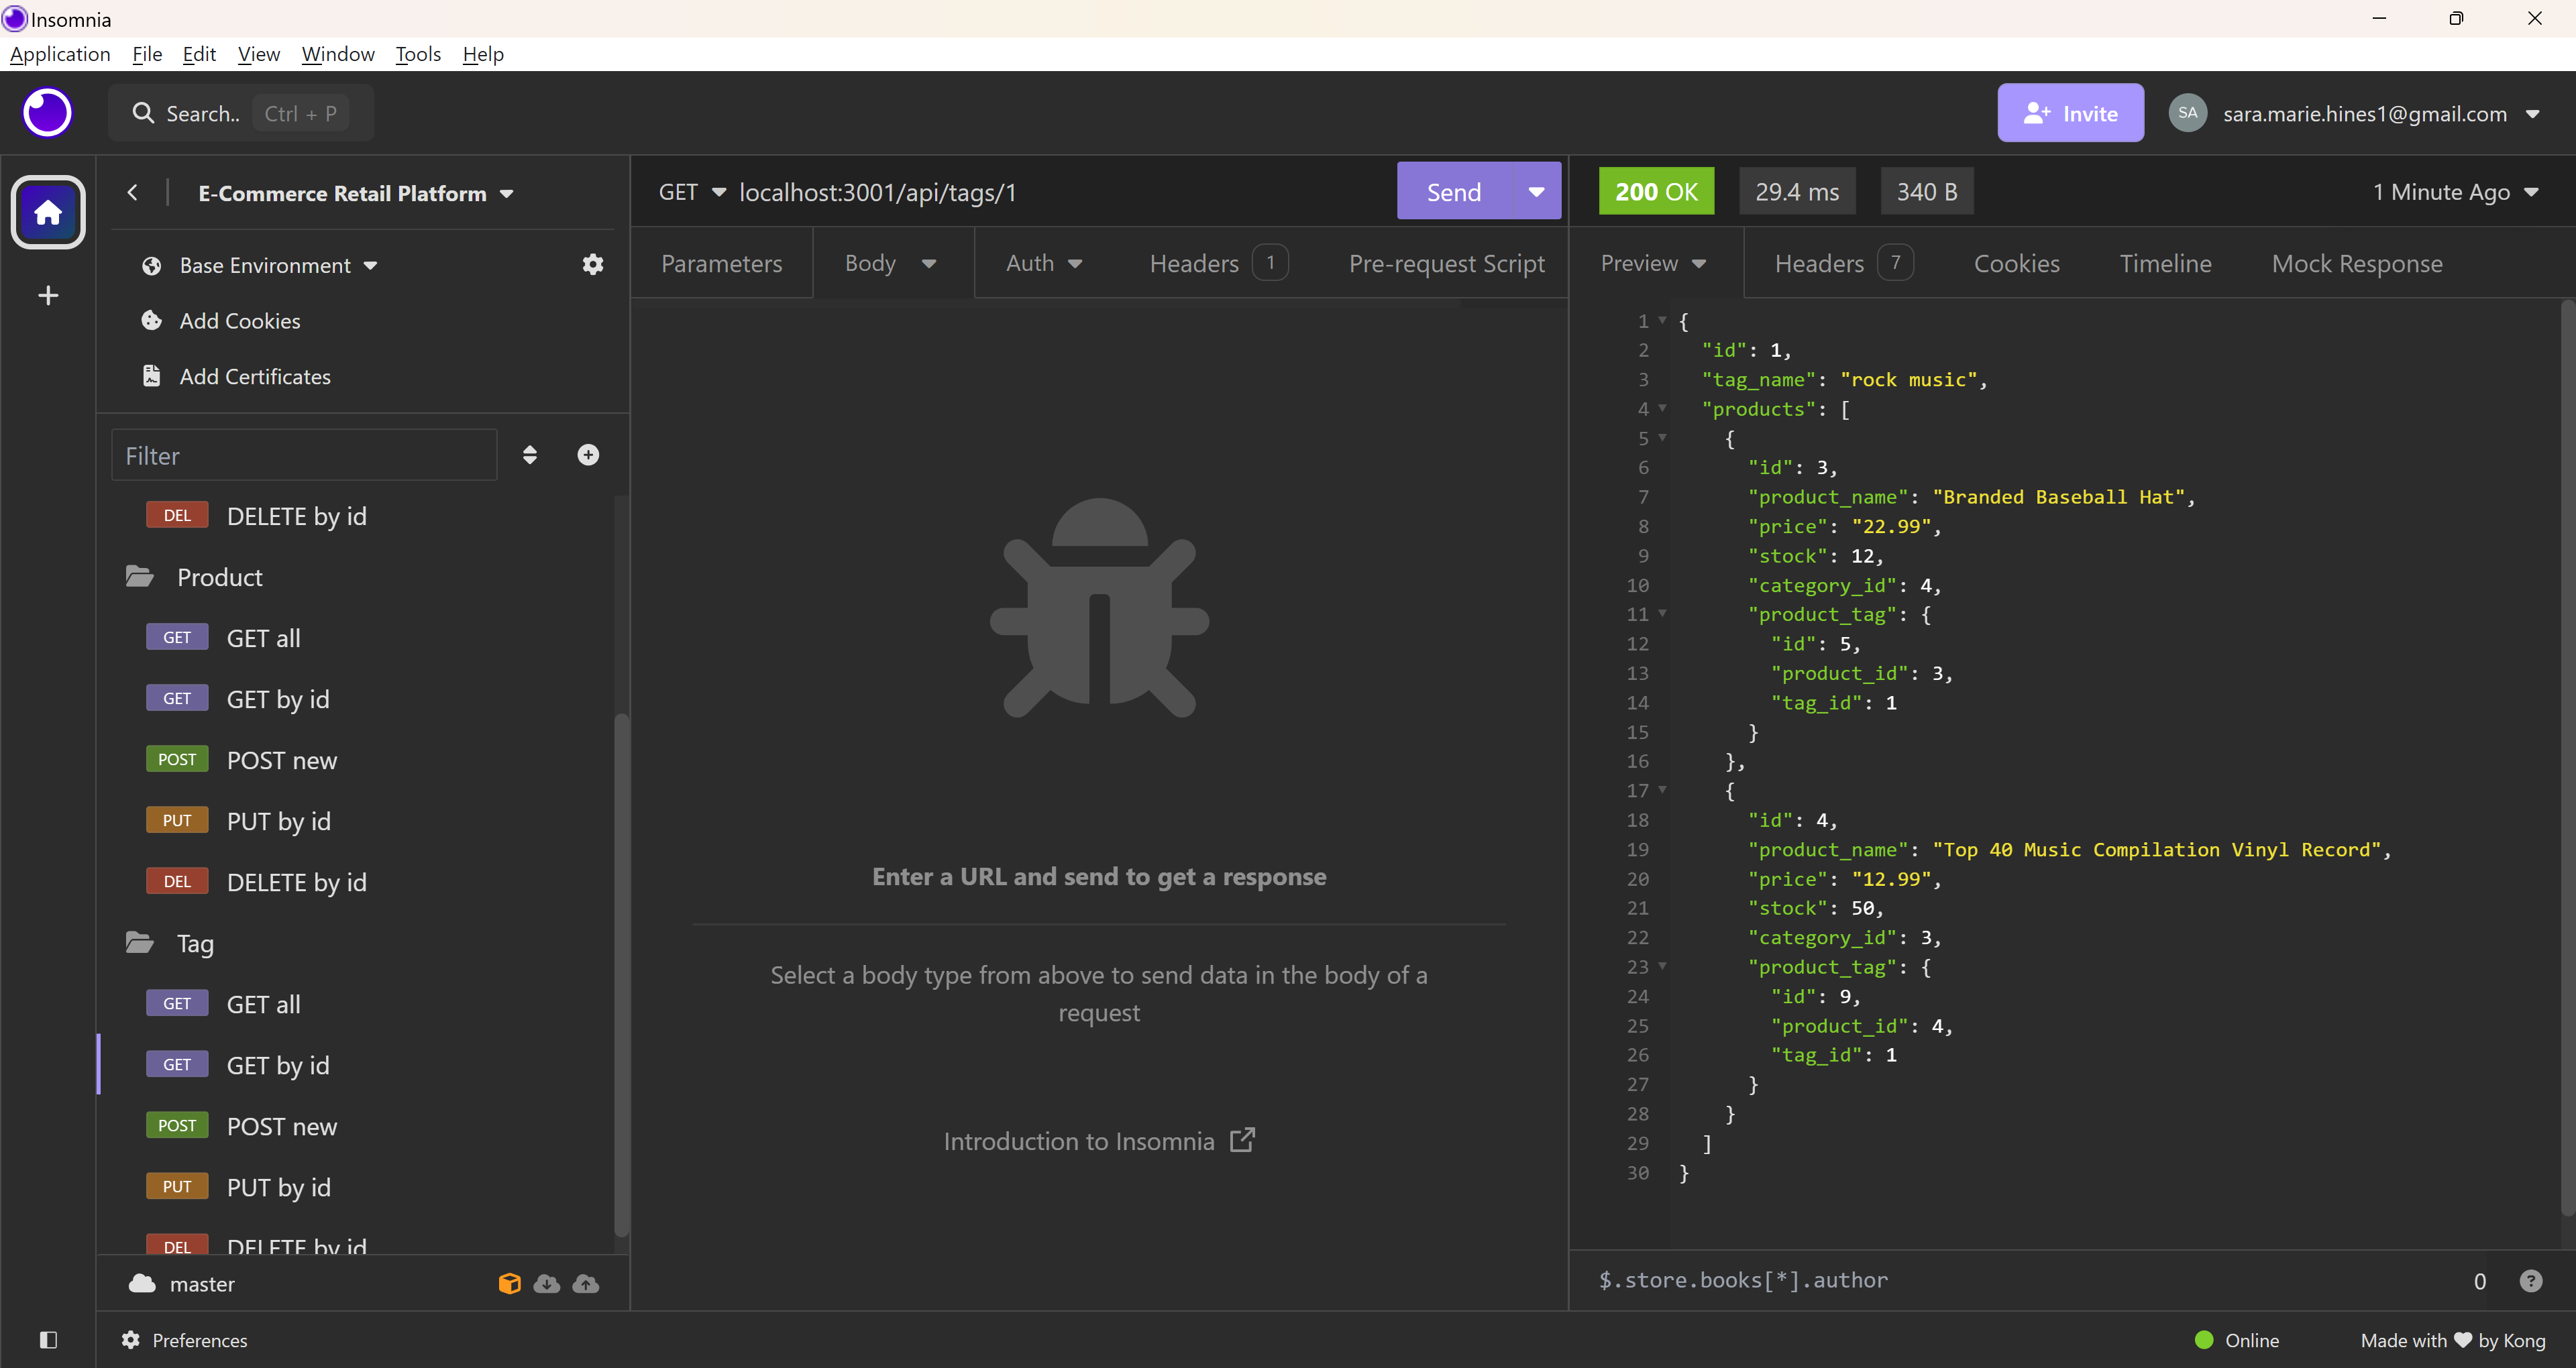 Insomnia
Application File Edit View Window Tools Help
Search.. Ctrl + P
Invite
SA sara.marie.hines1@gmail.com
E-Commerce Retail Platform
Base Environment
Add Cookies
Add Certificates
Filter
DEL DELETE by id
Product
GET GET all
GET GET by id
POST POST new
PUT PUT by id
DEL DELETE by id
Tag
GET GET all
GET GET by id
POST POST new
PUT PUT by id
DEL DELETE by id
master
Preferences
GET localhost:3001/api/tags/1
Send
Parameters Body Auth Headers 1 Pre-request Script
Enter a URL and send to get a response
Select a body type from above to send data in the body of a
request
Introduction to Insomnia
200 OK 29.4 ms 340 B 1 Minute Ago
Preview Headers 7 Cookies Timeline Mock Response
1 {
2 "id": 1,
3 "tag_name": "rock music",
4 "products": [
5 {
6 "id": 3,
7 "product_name": "Branded Baseball Hat",
8 "price": "22.99",
9 "stock": 12,
10 "category_id": 4,
11 "product_tag": {
12 "id": 5,
13 "product_id": 3,
14 "tag_id": 1
15 }
16 },
17 {
18 "id": 4,
19 "product_name": "Top 40 Music Compilation Vinyl Record",
20 "price": "12.99",
21 "stock": 50,
22 "category_id": 3,
23 "product_tag": {
24 "id": 9,
25 "product_id": 4,
26 "tag_id": 1
27 }
28 }
29 ]
30 }
$.store.books[*].author 0 ?
Online Made with ♥ by Kong